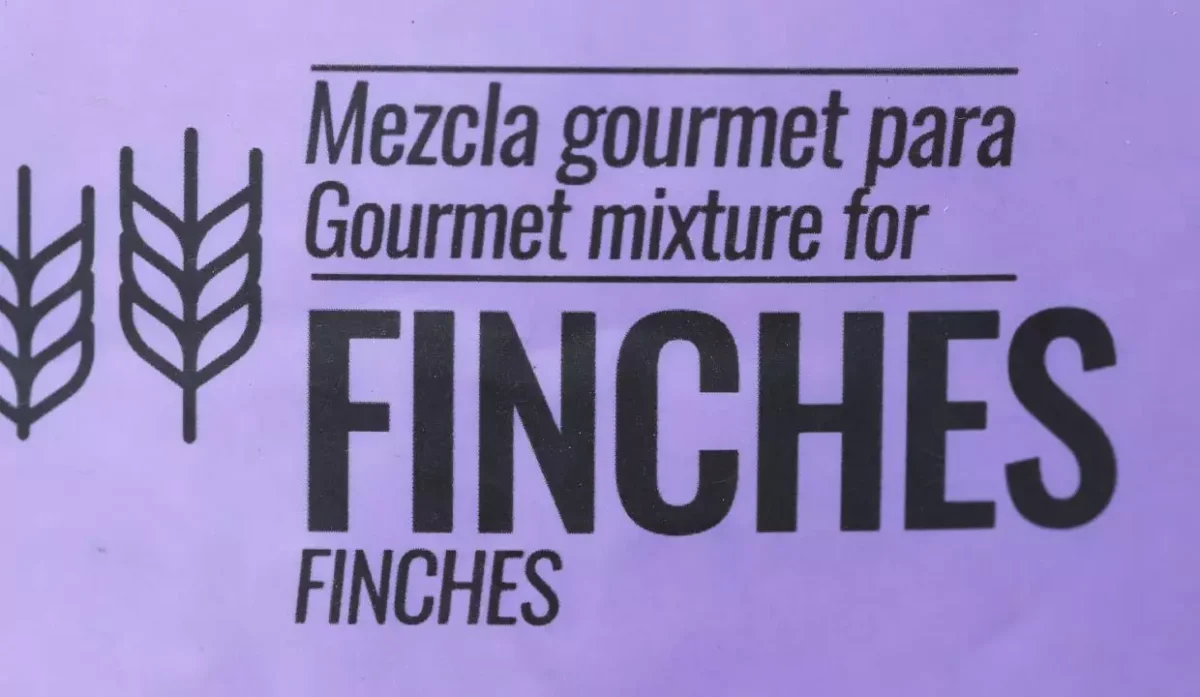 Mezcla gourmet para
Gourmet mixture for
FINCHES
FINCHES